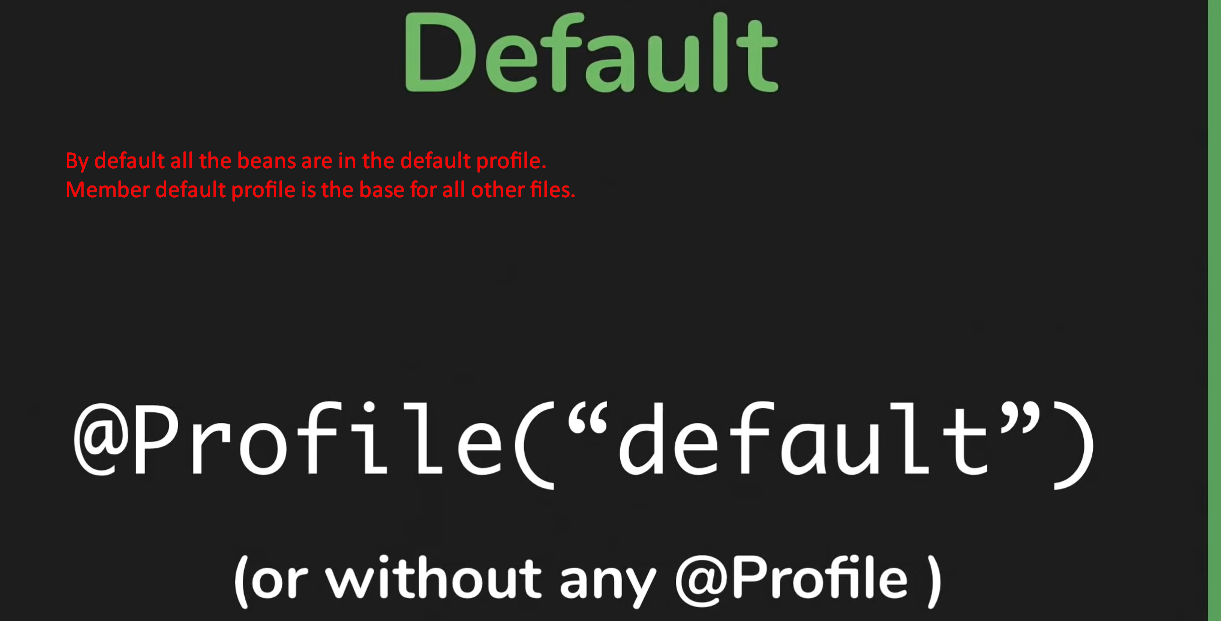 Default
By default all the beans are in the default profile.
Member default profile is the base for all other files.
@Profile(“default”)
(or without any @Profile )